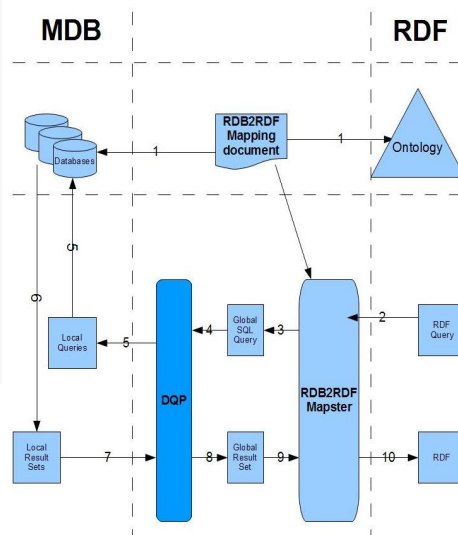 MDB
RDF
RDB2RDF
Mapping
document
1
1
Databases
Ontology
5
6
2
Local
Queries
5
4
Global
SQL
Query
3
RDF
Query
DQP
RDB2RDF
Mapster
Local
Result
Sets
7
8
Global
Result
Set
9
10
RDF